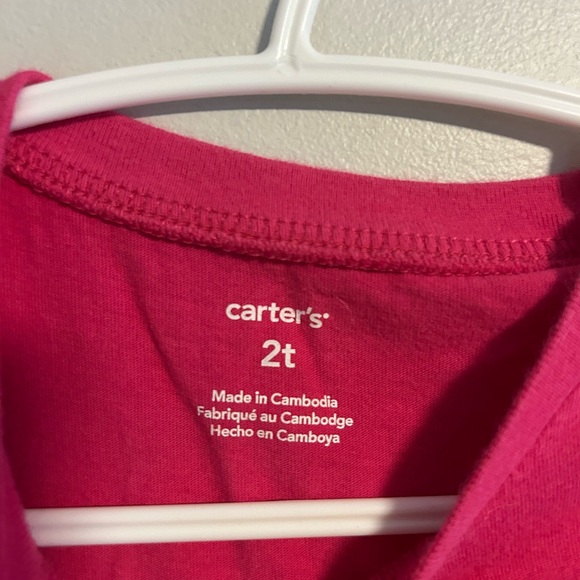 carter's
2t
Made in Cambodia
Fabriqué au Cambodge
Hecho en Camboya